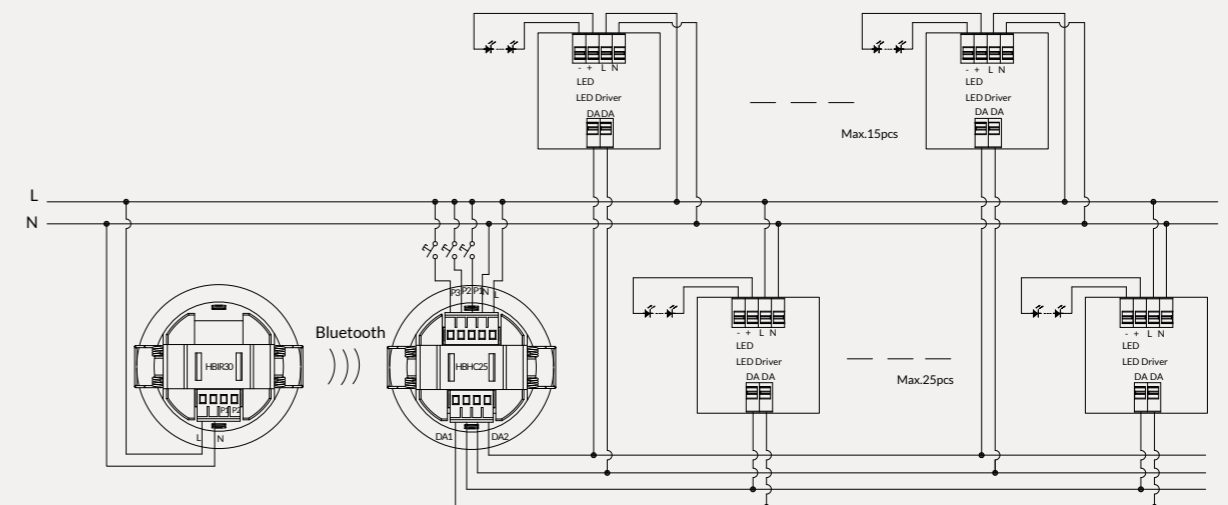 - + L N
LED
LED Driver
DA DA
Max.15pcs
- + L N
LED
LED Driver
DA DA
L
N
P3 P2 P1 N L
Bluetooth
HBIR30
HBHC25
P1 P2
L N
DA1
DA2
- + L N
LED
LED Driver
DA DA
Max.25pcs
- + L N
LED
LED Driver
DA DA